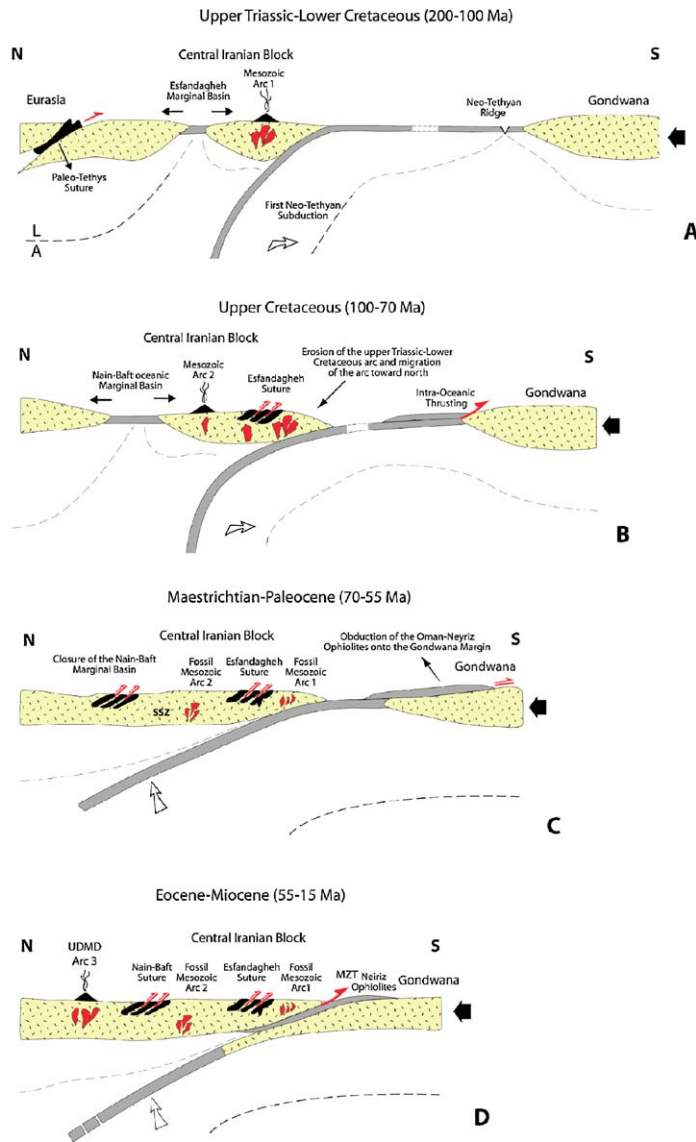 Upper Triassic-Lower Cretaceous (200-100 Ma)
N
S
Central Iranian Block
Eurasia
Esfandagheh
Marginal Basin
Mesozoic
Arc 1
Neo-Tethyan
Ridge
Gondwana
Paleo-Tethys
Suture
First Neo-Tethyan
Subduction
L
A
A
Upper Cretaceous (100-70 Ma)
N
S
Central Iranian Block
Nain-Baft oceanic
Marginal Basin
Mesozoic
Arc 2
Esfandagheh
Suture
Erosion of the upper Triassic-Lower
Cretaceous arc and migration
of the arc toward north
Intra-Oceanic
Thrusting
Gondwana
B
Maestrichtian-Paleocene (70-55 Ma)
N
S
Central Iranian Block
Closure of the Nain-Baft
Marginal Basin
Fossil
Mesozoic
Arc 2
Esfandagheh
Suture
Fossil
Mesozoic
Arc 1
Obduction of the Oman-Neyriz
Ophiolites onto the Gondwana Margin
Gondwana
SSZ
C
Eocene-Miocene (55-15 Ma)
N
S
Central Iranian Block
UDMD
Arc 3
Nain-Baft
Suture
Fossil
Mesozoic
Arc 2
Esfandagheh
Suture
Fossil
Mesozoic
Arc1
MZT
Neiriz
Ophiolites
Gondwana
D